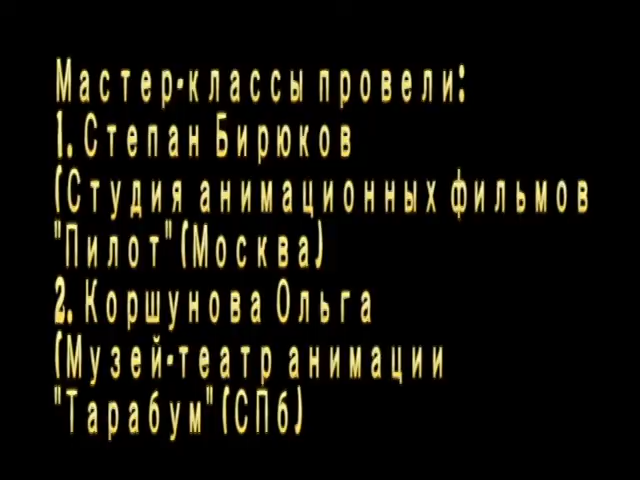 Мастер-классы провели:
1. Степан Бирюков
(Студия анимационных фильмов
"Пилот" (Москва)
2. Коршунова Ольга
(Музей-театр анимации
"Тарабум" (СПб)